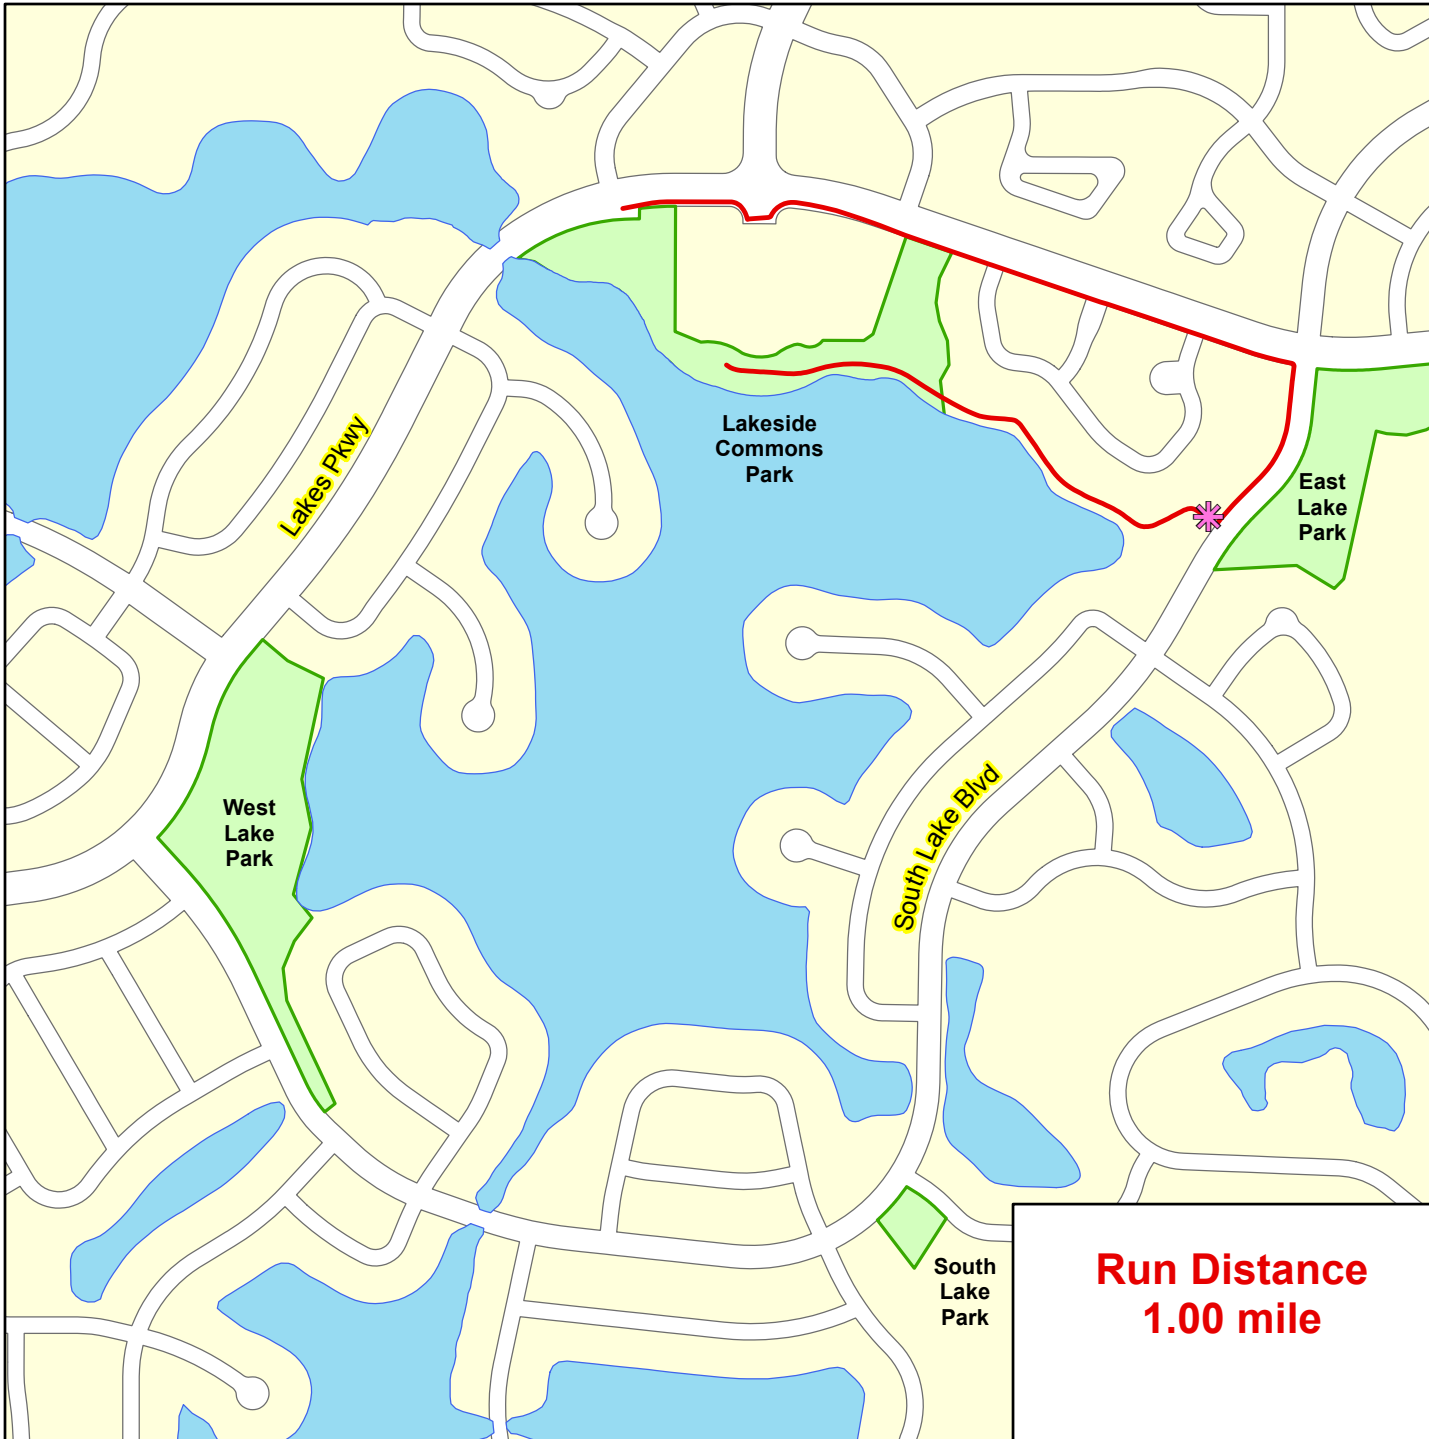 Lakes Pkwy
Lakeside
Commons
Park
East
Lake
Park
West
Lake
Park
South Lake Blvd
South
Lake
Park
Run Distance
1.00 mile